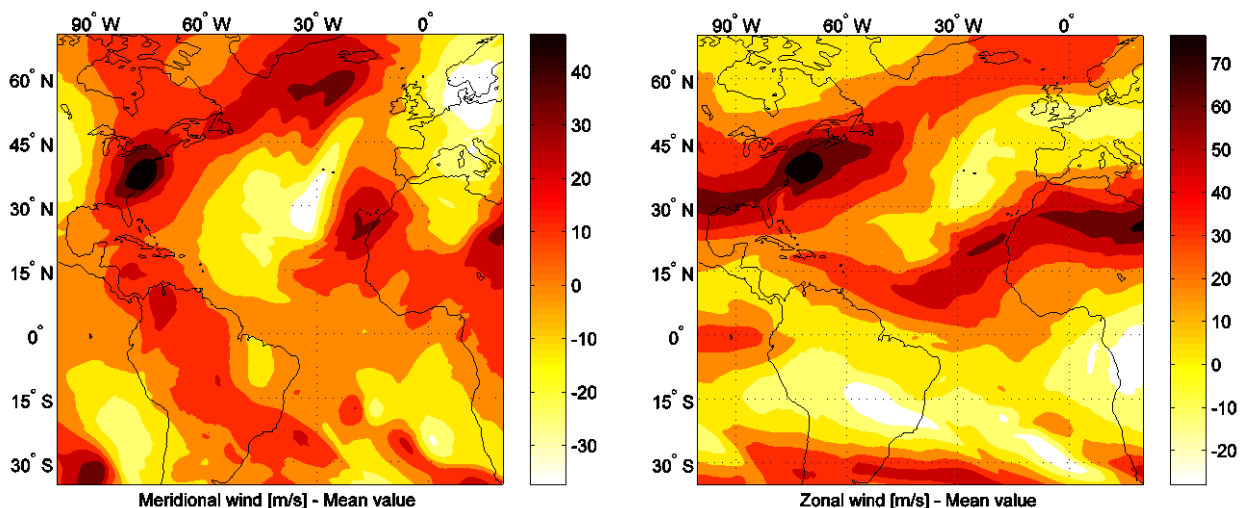 90° W 60° W 30° W 0°
60° N
45° N
30° N
15° N
0°
15° S
30° S
40
30
20
10
0
-10
-20
-30
Meridional wind [m/s] - Mean value
90° W 60° W 30° W 0°
60° N
45° N
30° N
15° N
0°
15° S
30° S
70
60
50
40
30
20
10
0
-10
-20
Zonal wind [m/s] - Mean value